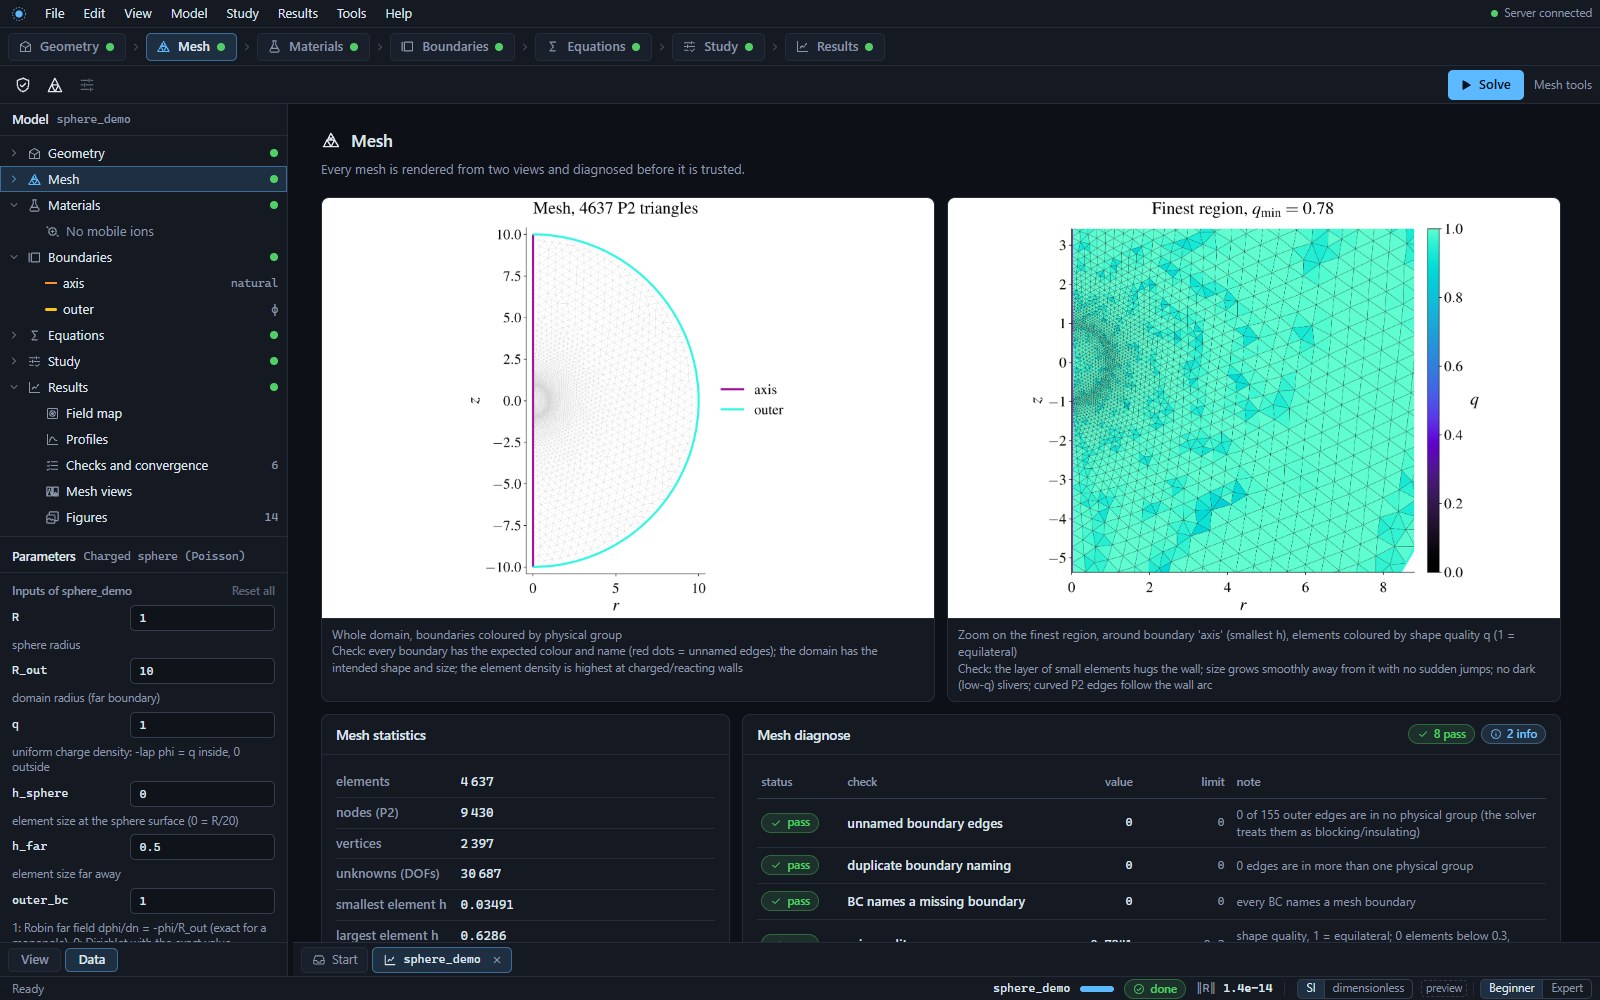 File Edit View Model Study Results Tools Help
Server connected
Geometry Mesh Materials Boundaries Equations Study Results
Solve Mesh tools
Model sphere_demo
Geometry
Mesh
Materials
No mobile ions
Boundaries
axis natural
outer ϕ
Equations
Study
Results
Field map
Profiles
Checks and convergence 6
Mesh views
Figures 14
Parameters Charged sphere (Poisson)
Inputs of sphere_demo Reset all
R 1
sphere radius
R_out 10
domain radius (far boundary)
q 1
uniform charge density: -lap phi = q inside, 0
outside
h_sphere 0
element size at the sphere surface (0 = R/20)
h_far 0.5
element size far away
outer_bc 1
1: Robin far field dphi/dn = -phi/R_out (exact for a
View Data
Mesh
Every mesh is rendered from two views and diagnosed before it is trusted.
Mesh, 4637 P2 triangles
10.0
7.5
5.0
2.5
0.0
−2.5
−5.0
−7.5
−10.0
z
0 5 10
r
axis
outer
Whole domain, boundaries coloured by physical group
Check: every boundary has the expected colour and name (red dots = unnamed edges); the domain has the
intended shape and size; the element density is highest at charged/reacting walls
Finest region, qmin = 0.78
3
2
1
0
−1
−2
−3
−4
−5
z
0 2 4 6 8
r
1.0
0.8
0.6
0.4
0.2
0.0
q
Zoom on the finest region, around boundary 'axis' (smallest h), elements coloured by shape quality q (1 =
equilateral)
Check: the layer of small elements hugs the wall; size grows smoothly away from it with no sudden jumps; no dark
(low-q) slivers; curved P2 edges follow the wall arc
Mesh statistics
elements 4 637
nodes (P2) 9 430
vertices 2 397
unknowns (DOFs) 30 687
smallest element h 0.03491
largest element h 0.6286
Mesh diagnose
8 pass 2 info
status check value limit note
pass unnamed boundary edges 0 0 0 of 155 outer edges are in no physical group (the solver
treats them as blocking/insulating)
pass duplicate boundary naming 0 0 0 edges are in more than one physical group
pass BC names a missing boundary 0 0 every BC names a mesh boundary
shape quality, 1 = equilateral; 0 elements below 0.3,
Start sphere_demo ×
Ready
sphere_demo done ‖R‖ 1.4e-14 SI dimensionless preview Beginner Expert